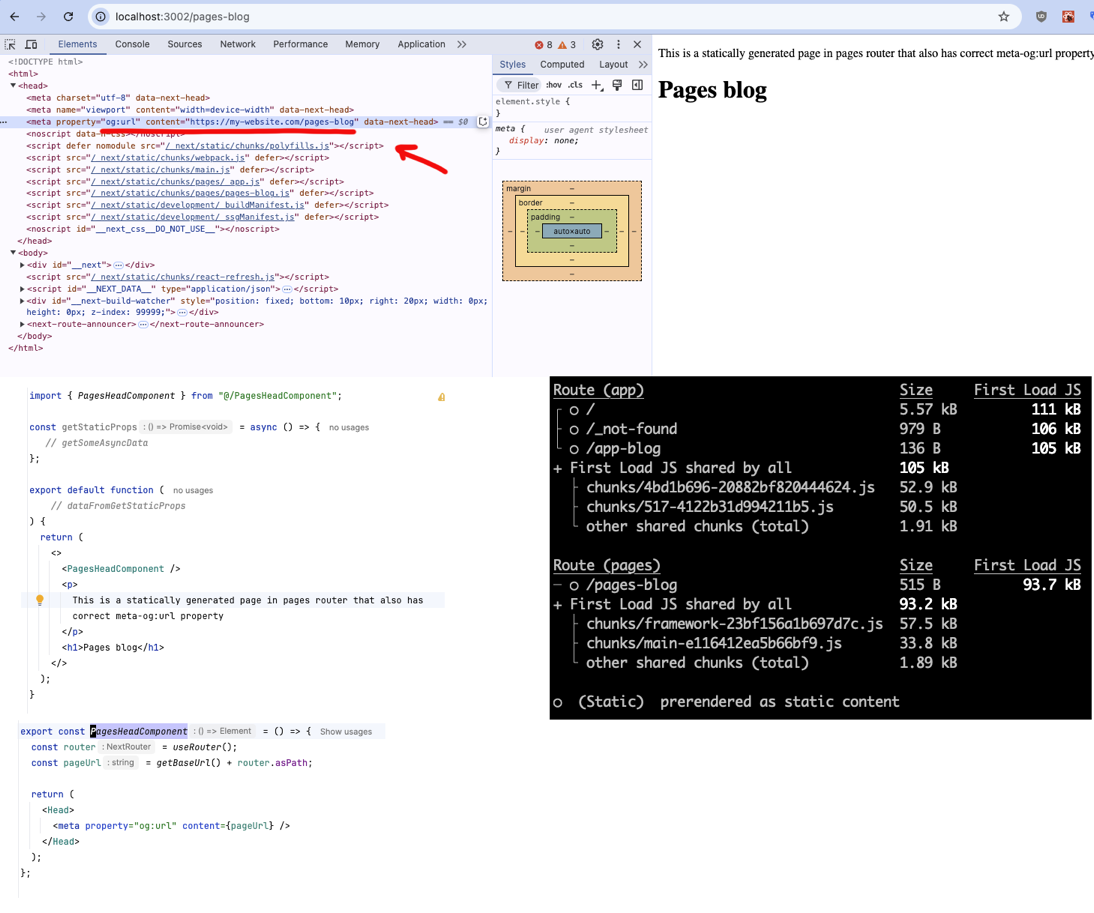 localhost:3002/pages-blog
Elements Console Sources Network Performance Memory Application 8 3
<!DOCTYPE html>
<html>
<head>
<meta charset="utf-8" data-next-head>
<meta name="viewport" content="width=device-width" data-next-head>
<meta property="og:url" content="https://my-website.com/pages-blog" data-next-head> == $0
<noscript data-n-css></noscript>
<script defer nomodule src="/_next/static/chunks/polyfills.js"></script>
<script src="/_next/static/chunks/webpack.js" defer></script>
<script src="/_next/static/chunks/main.js" defer></script>
<script src="/_next/static/chunks/pages/_app.js" defer></script>
<script src="/_next/static/chunks/pages/pages-blog.js" defer></script>
<script src="/_next/static/development/_buildManifest.js" defer></script>
<script src="/_next/static/development/_ssgManifest.js" defer></script>
<noscript id="__next_css__DO_NOT_USE__"></noscript>
</head>
<body>
<div id="__next"> … </div>
<script src="/_next/static/chunks/react-refresh.js"></script>
<script id="__NEXT_DATA__" type="application/json"> … </script>
<div id="__next-build-watcher" style="position: fixed; bottom: 10px; right: 20px; width: 0px;
height: 0px; z-index: 99999;"> … </div>
<next-route-announcer> … </next-route-announcer>
</body>
</html>
Styles Computed Layout
Filter :hov .cls
element.style {
}
meta { user agent stylesheet
display: none;
}
margin –
border –
padding –
– – – auto×auto – – –
–
–
–
This is a statically generated page in pages router that also has correct meta-og:url property
Pages blog
import { PagesHeadComponent } from "@/PagesHeadComponent";
const getStaticProps : () => Promise<void> = async () => { no usages
// getSomeAsyncData
};
export default function ( no usages
// dataFromGetStaticProps
) {
return (
<>
<PagesHeadComponent />
<p>
This is a statically generated page in pages router that also has
correct meta-og:url property
</p>
<h1>Pages blog</h1>
</>
);
}
export const PagesHeadComponent : () => Element = () => { Show usages
const router : NextRouter = useRouter();
const pageUrl : string = getBaseUrl() + router.asPath;
return (
<Head>
<meta property="og:url" content={pageUrl} />
</Head>
);
};
Route (app) Size First Load JS
┌ ○ / 5.57 kB 111 kB
├ ○ /_not-found 979 B 106 kB
└ ○ /app-blog 136 B 105 kB
+ First Load JS shared by all 105 kB
├ chunks/4bd1b696-20882bf820444624.js 52.9 kB
├ chunks/517-4122b31d994211b5.js 50.5 kB
└ other shared chunks (total) 1.91 kB
Route (pages) Size First Load JS
─ ○ /pages-blog 515 B 93.7 kB
+ First Load JS shared by all 93.2 kB
├ chunks/framework-23bf156a1b697d7c.js 57.5 kB
├ chunks/main-e116412ea5b66bf9.js 33.8 kB
└ other shared chunks (total) 1.89 kB
○ (Static) prerendered as static content